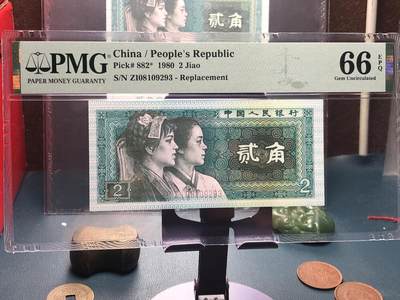 PMG
PAPER MONEY GUARANTY
China / People's Republic
Pick# 882* 1980 2 Jiao
S/N ZI08109293 - Replacement
66
EPQ
Gem Uncirculated
中国人民银行
贰角
ZI08109293
2
2